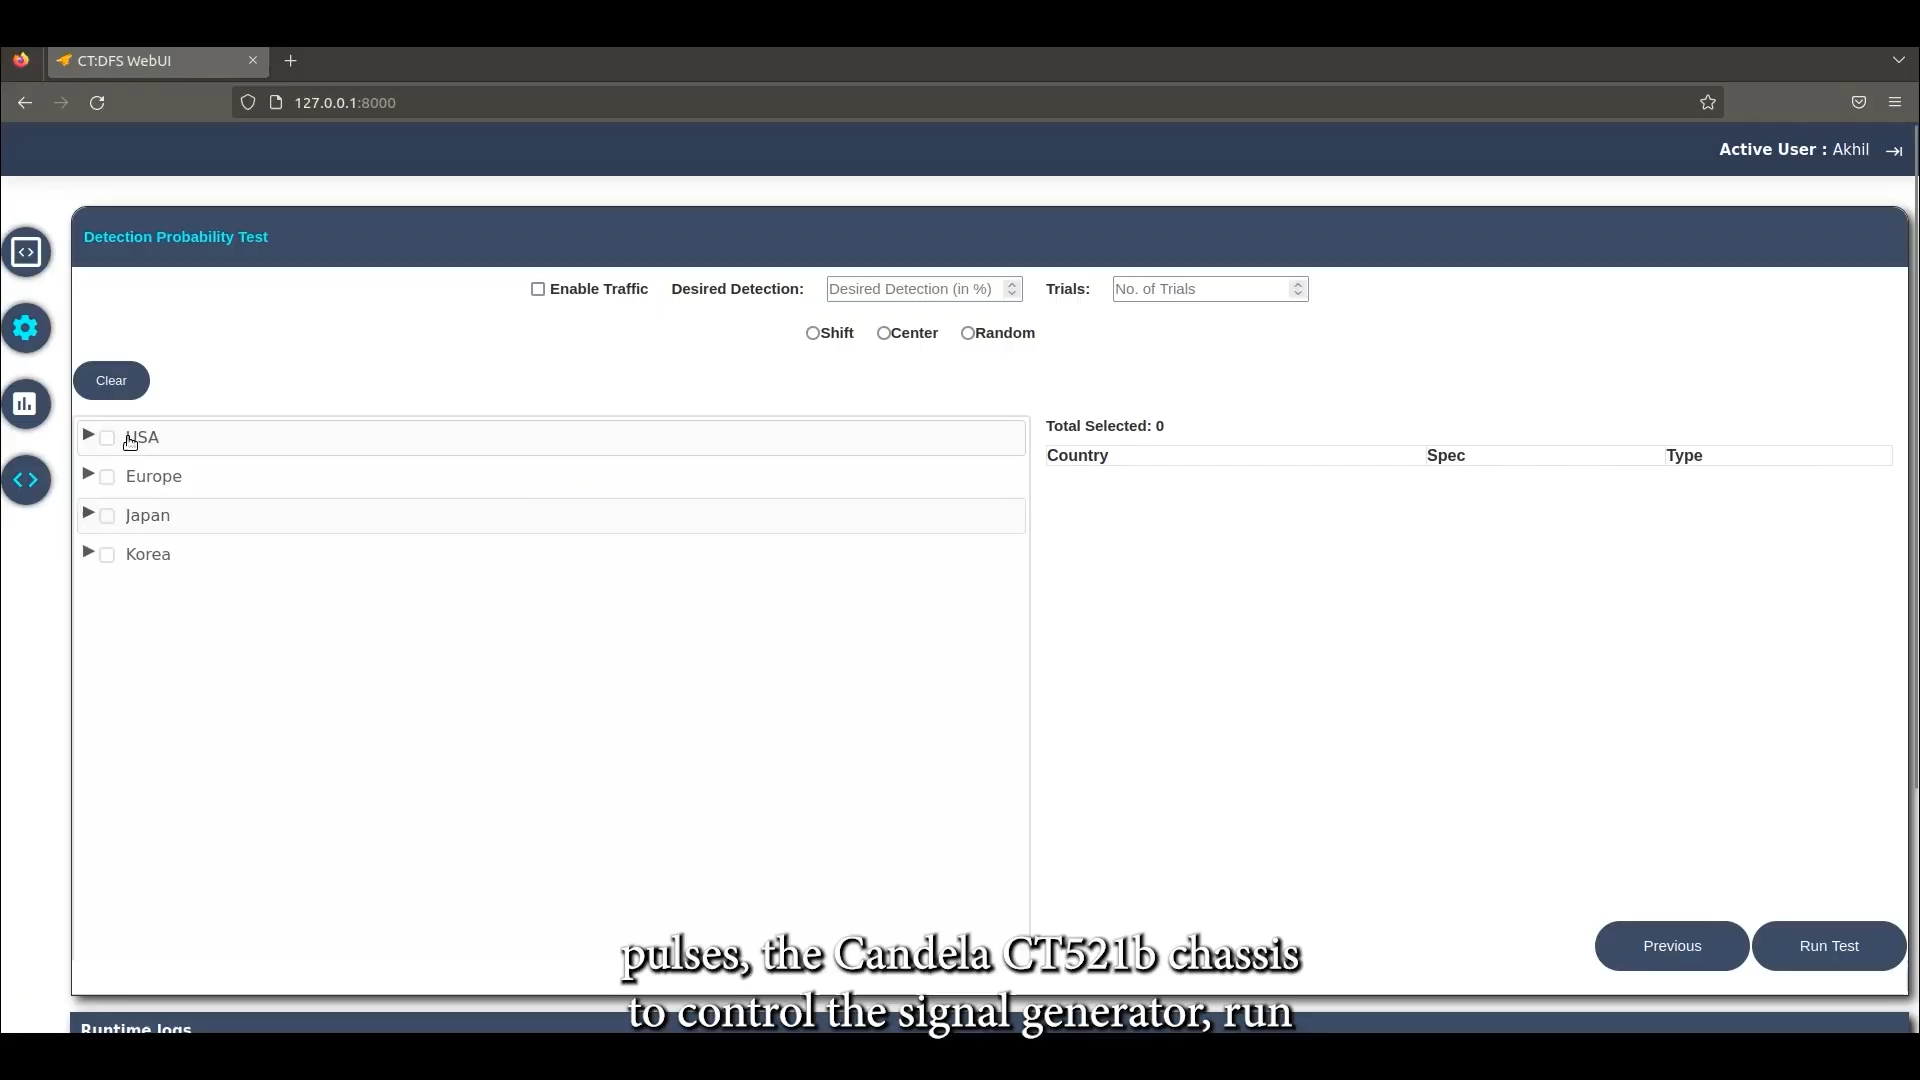 CT:DFS WebUI
127.0.0.1:8000
Active User : Akhil
Detection Probability Test
Enable Traffic Desired Detection: Desired Detection (in %) Trials: No. of Trials
Shift Center Random
Clear
USA
Europe
Japan
Korea
Total Selected: 0
Country Spec Type
Previous Run Test
pulses, the Candela CT521b chassis
to control the signal generator, run
Runtime logs